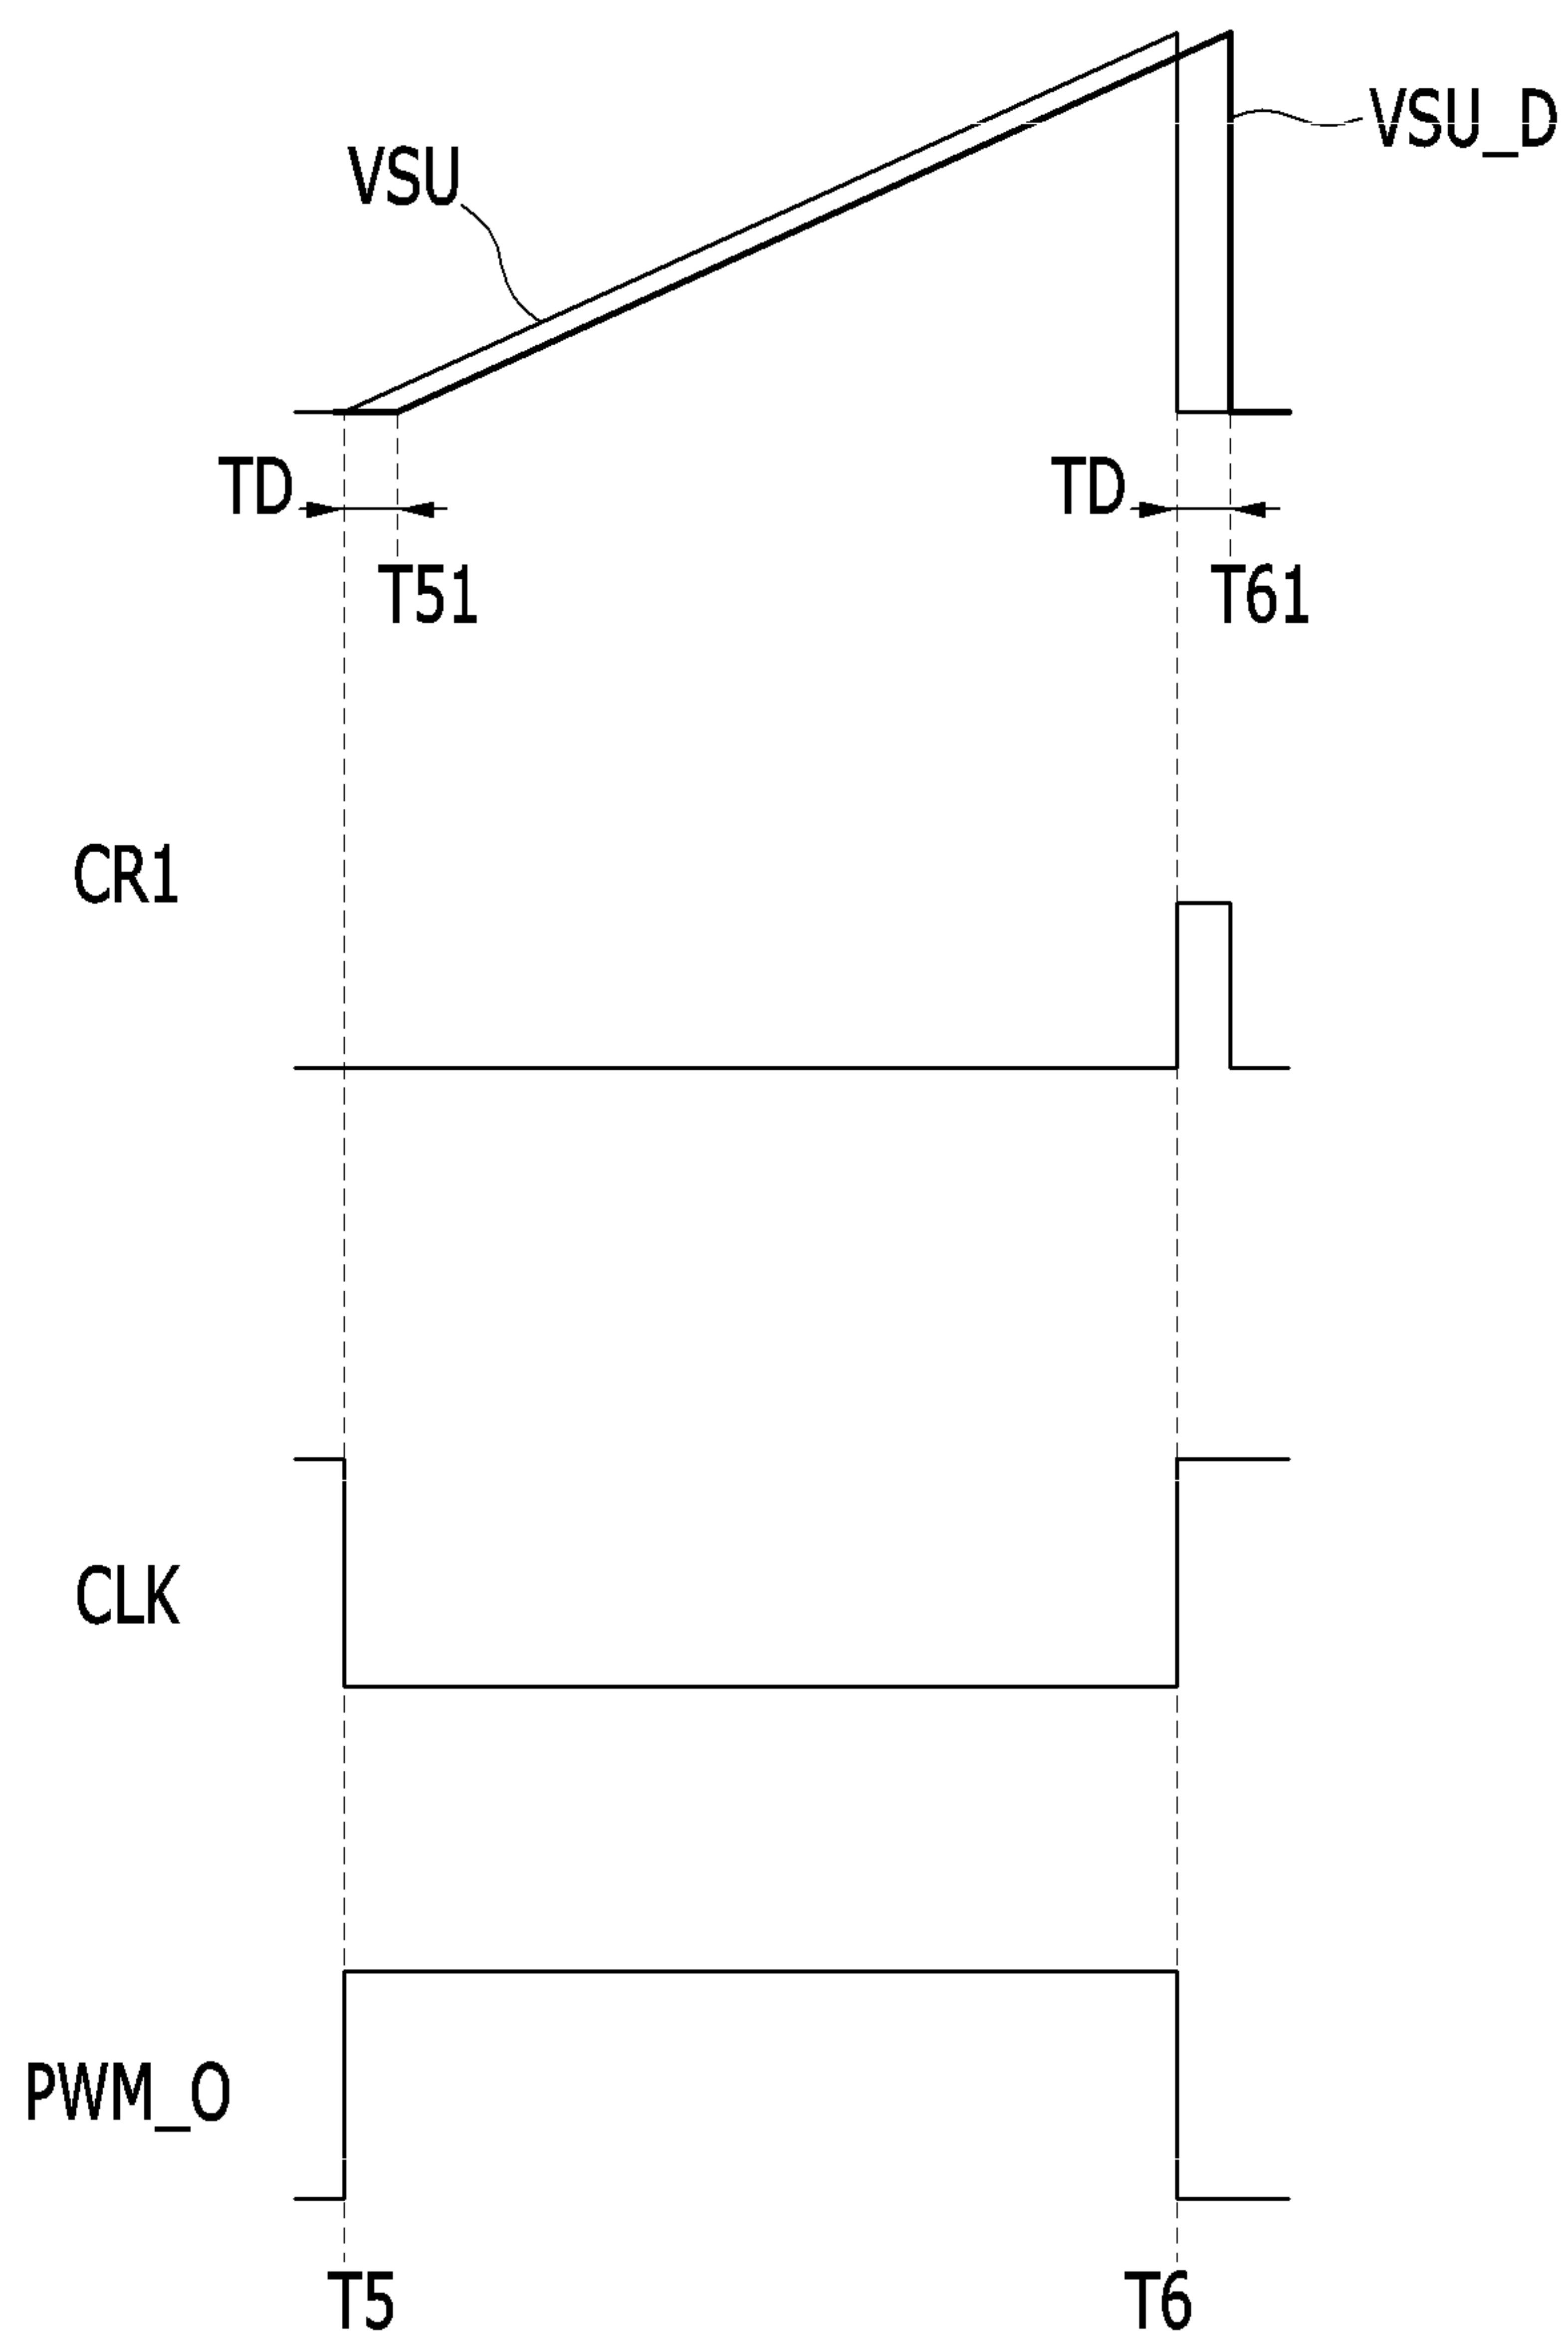 VSU_D
VSU
TD TD
T51 T61
CR1
CLK
PWM_O
T5 T6